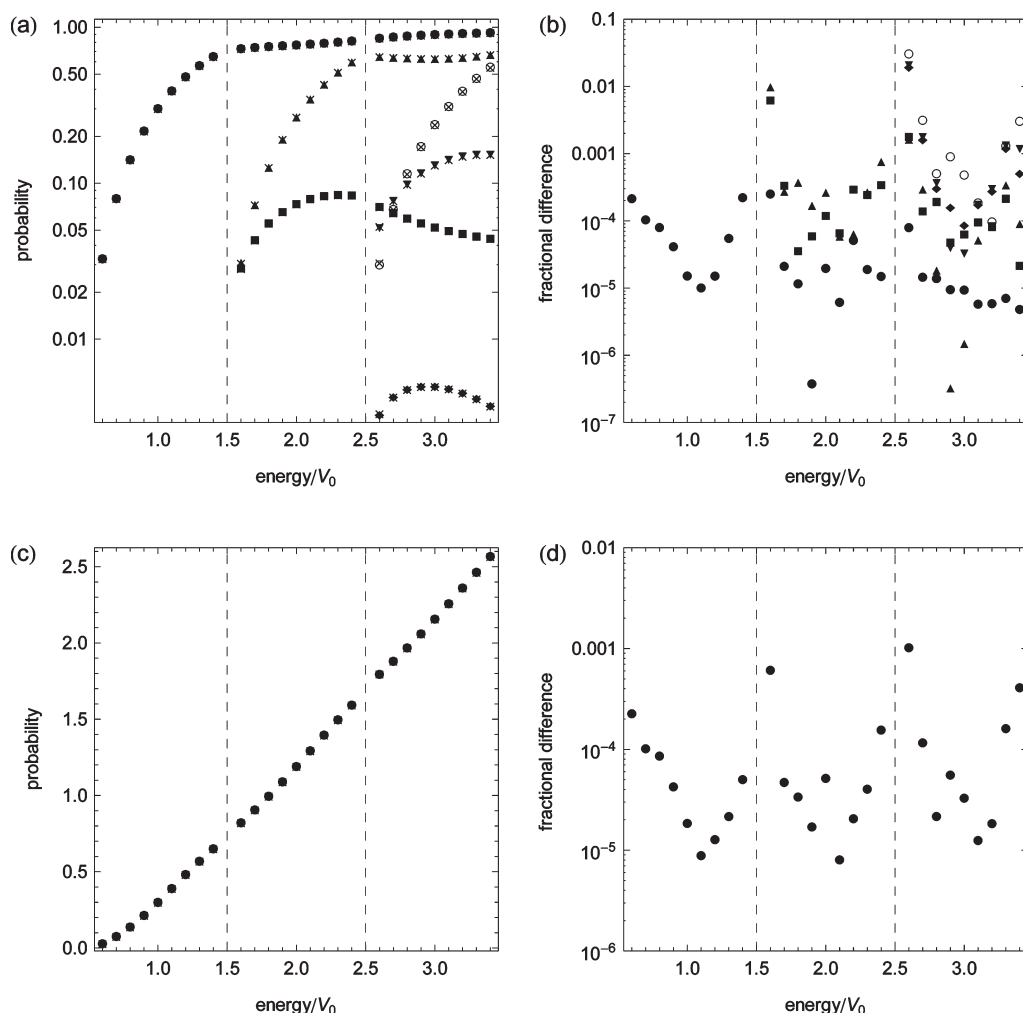 (a)
probability
1.00
0.50
0.20
0.10
0.05
0.02
0.01
1.0 1.5 2.0 2.5 3.0
energy/V₀
(b)
fractional difference
0.1
0.01
0.001
10⁻⁴
10⁻⁵
10⁻⁶
10⁻⁷
1.0 1.5 2.0 2.5 3.0
energy/V₀
(c)
probability
2.5
2.0
1.5
1.0
0.5
0.0
1.0 1.5 2.0 2.5 3.0
energy/V₀
(d)
fractional difference
0.01
0.001
10⁻⁴
10⁻⁵
10⁻⁶
1.0 1.5 2.0 2.5 3.0
energy/V₀